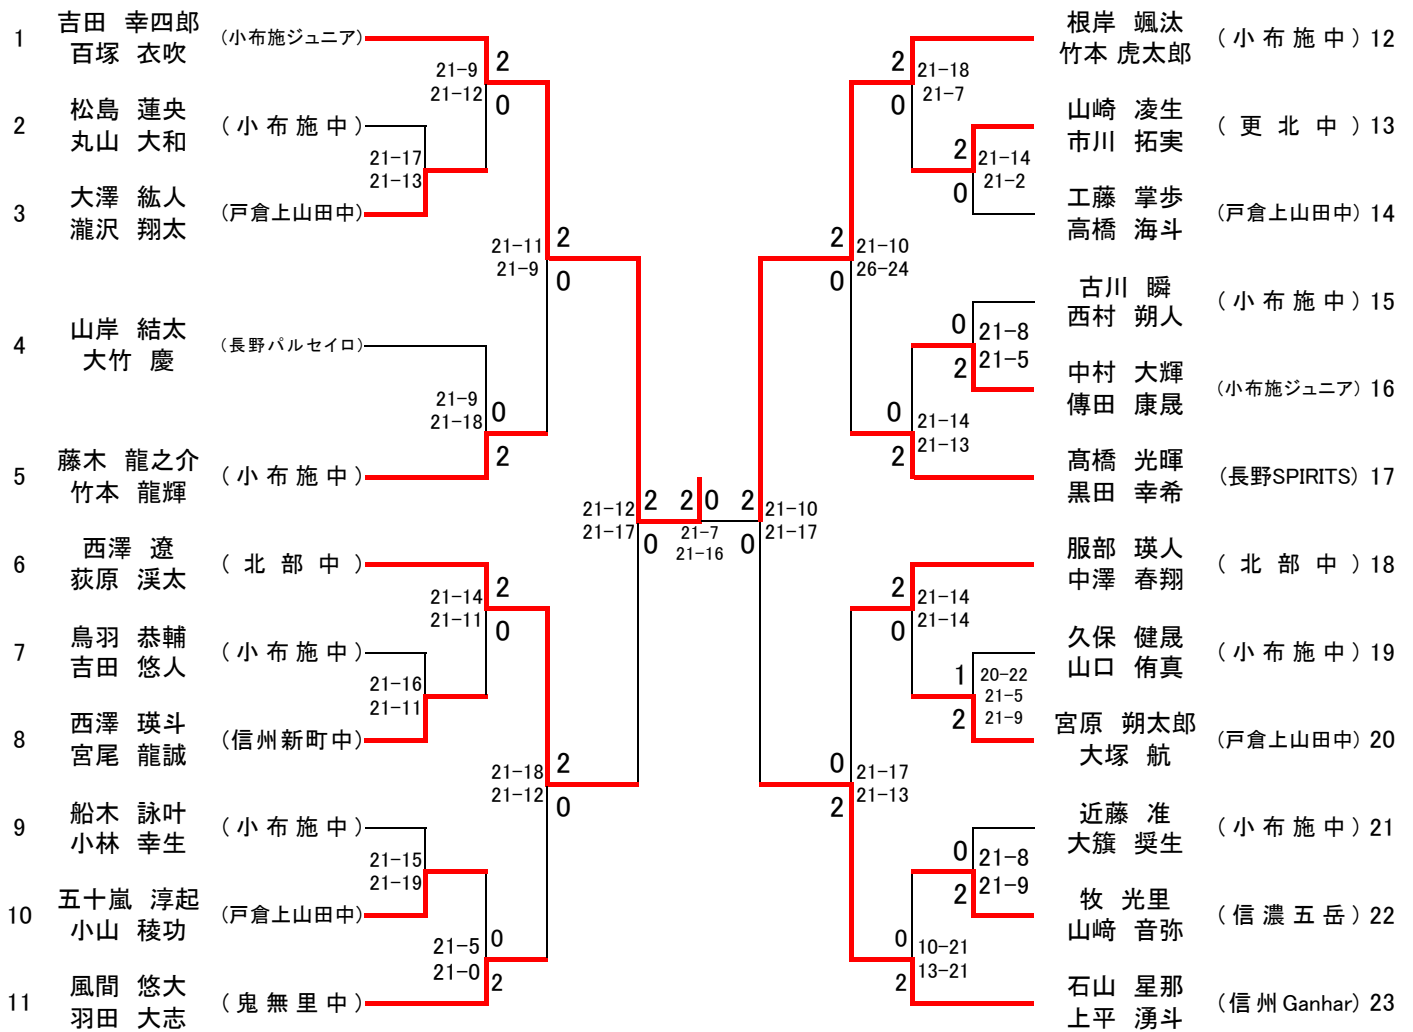 1 吉田 幸四郎 (小布施ジュニア)
百塚 衣吹
21-9 2
21-12 0
2 松島 蓮央 (小布施中)
丸山 大和
21-17
21-13
3 大澤 紘人 (戸倉上山田中)
瀧沢 翔太
21-11 2
21-9 0
4 山岸 結太 (長野パルセイロ)
大竹 慶
21-9 0
21-18 2
5 藤木 龍之介 (小布施中)
竹本 龍輝
21-12 2
21-17 0
6 西澤 遼 (北部中)
荻原 渓太
21-14 2
21-11 0
7 鳥羽 恭輔 (小布施中)
吉田 悠人
21-16
21-11
8 西澤 瑛斗 (信州新町中)
宮尾 龍誠
21-18 2
21-12 0
9 船木 詠叶 (小布施中)
小林 幸生
21-15
21-19
10 五十嵐 淳起 (戸倉上山田中)
小山 稜功
21-5 0
21-0 2
11 風間 悠大 (鬼無里中)
羽田 大志
2 0
21-7
21-16
根岸 颯汰 (小布施中) 12
竹本 虎太郎
2 21-18
0 21-7
山崎 凌生 (更北中) 13
市川 拓実
2 21-14
0 21-2
工藤 掌歩 (戸倉上山田中) 14
高橋 海斗
2 21-10
0 26-24
古川 瞬 (小布施中) 15
西村 朔人
0 21-8
2 21-5
中村 大輝 (小布施ジュニア) 16
傳田 康晟
0 21-14
2 21-13
髙橋 光暉 (長野SPIRITS) 17
黒田 幸希
2 21-10
0 21-17
服部 瑛人 (北部中) 18
中澤 春翔
2 21-14
0 21-14
久保 健晟 (小布施中) 19
山口 侑真
1 20-22
21-5
2 21-9
宮原 朔太郎 (戸倉上山田中) 20
大塚 航
0 21-17
2 21-13
近藤 准 (小布施中) 21
大籏 奨生
0 21-8
2 21-9
牧 光里 (信濃五岳) 22
山﨑 音弥
0 10-21
2 13-21
石山 星那 (信州Ganhar) 23
上平 湧斗